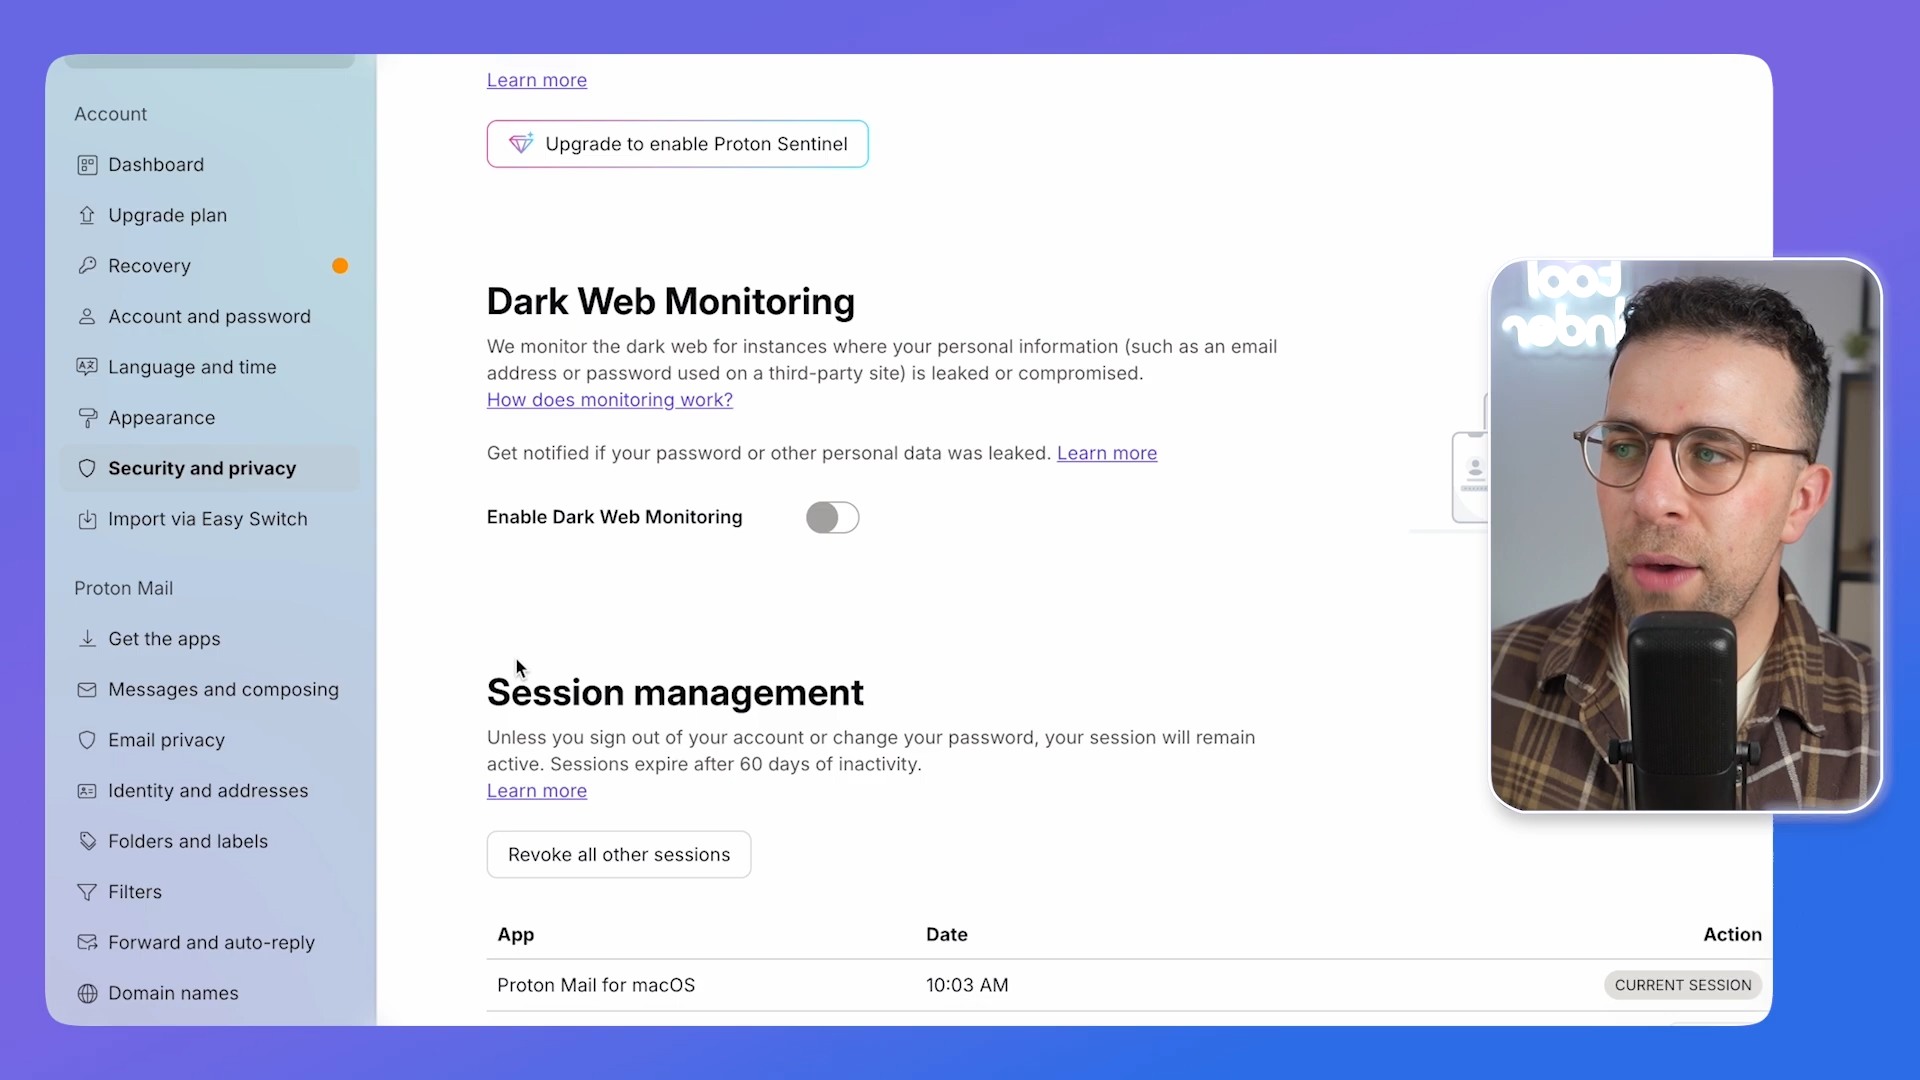 Account
Dashboard
Upgrade plan
Recovery
Account and password
Language and time
Appearance
Security and privacy
Import via Easy Switch
Proton Mail
Get the apps
Messages and composing
Email privacy
Identity and addresses
Folders and labels
Filters
Forward and auto-reply
Domain names
Learn more
Upgrade to enable Proton Sentinel
Dark Web Monitoring
We monitor the dark web for instances where your personal information (such as an email
address or password used on a third-party site) is leaked or compromised.
How does monitoring work?
Get notified if your password or other personal data was leaked. Learn more
Enable Dark Web Monitoring
Session management
Unless you sign out of your account or change your password, your session will remain
active. Sessions expire after 60 days of inactivity.
Learn more
Revoke all other sessions
App Date Action
Proton Mail for macOS 10:03 AM CURRENT SESSION